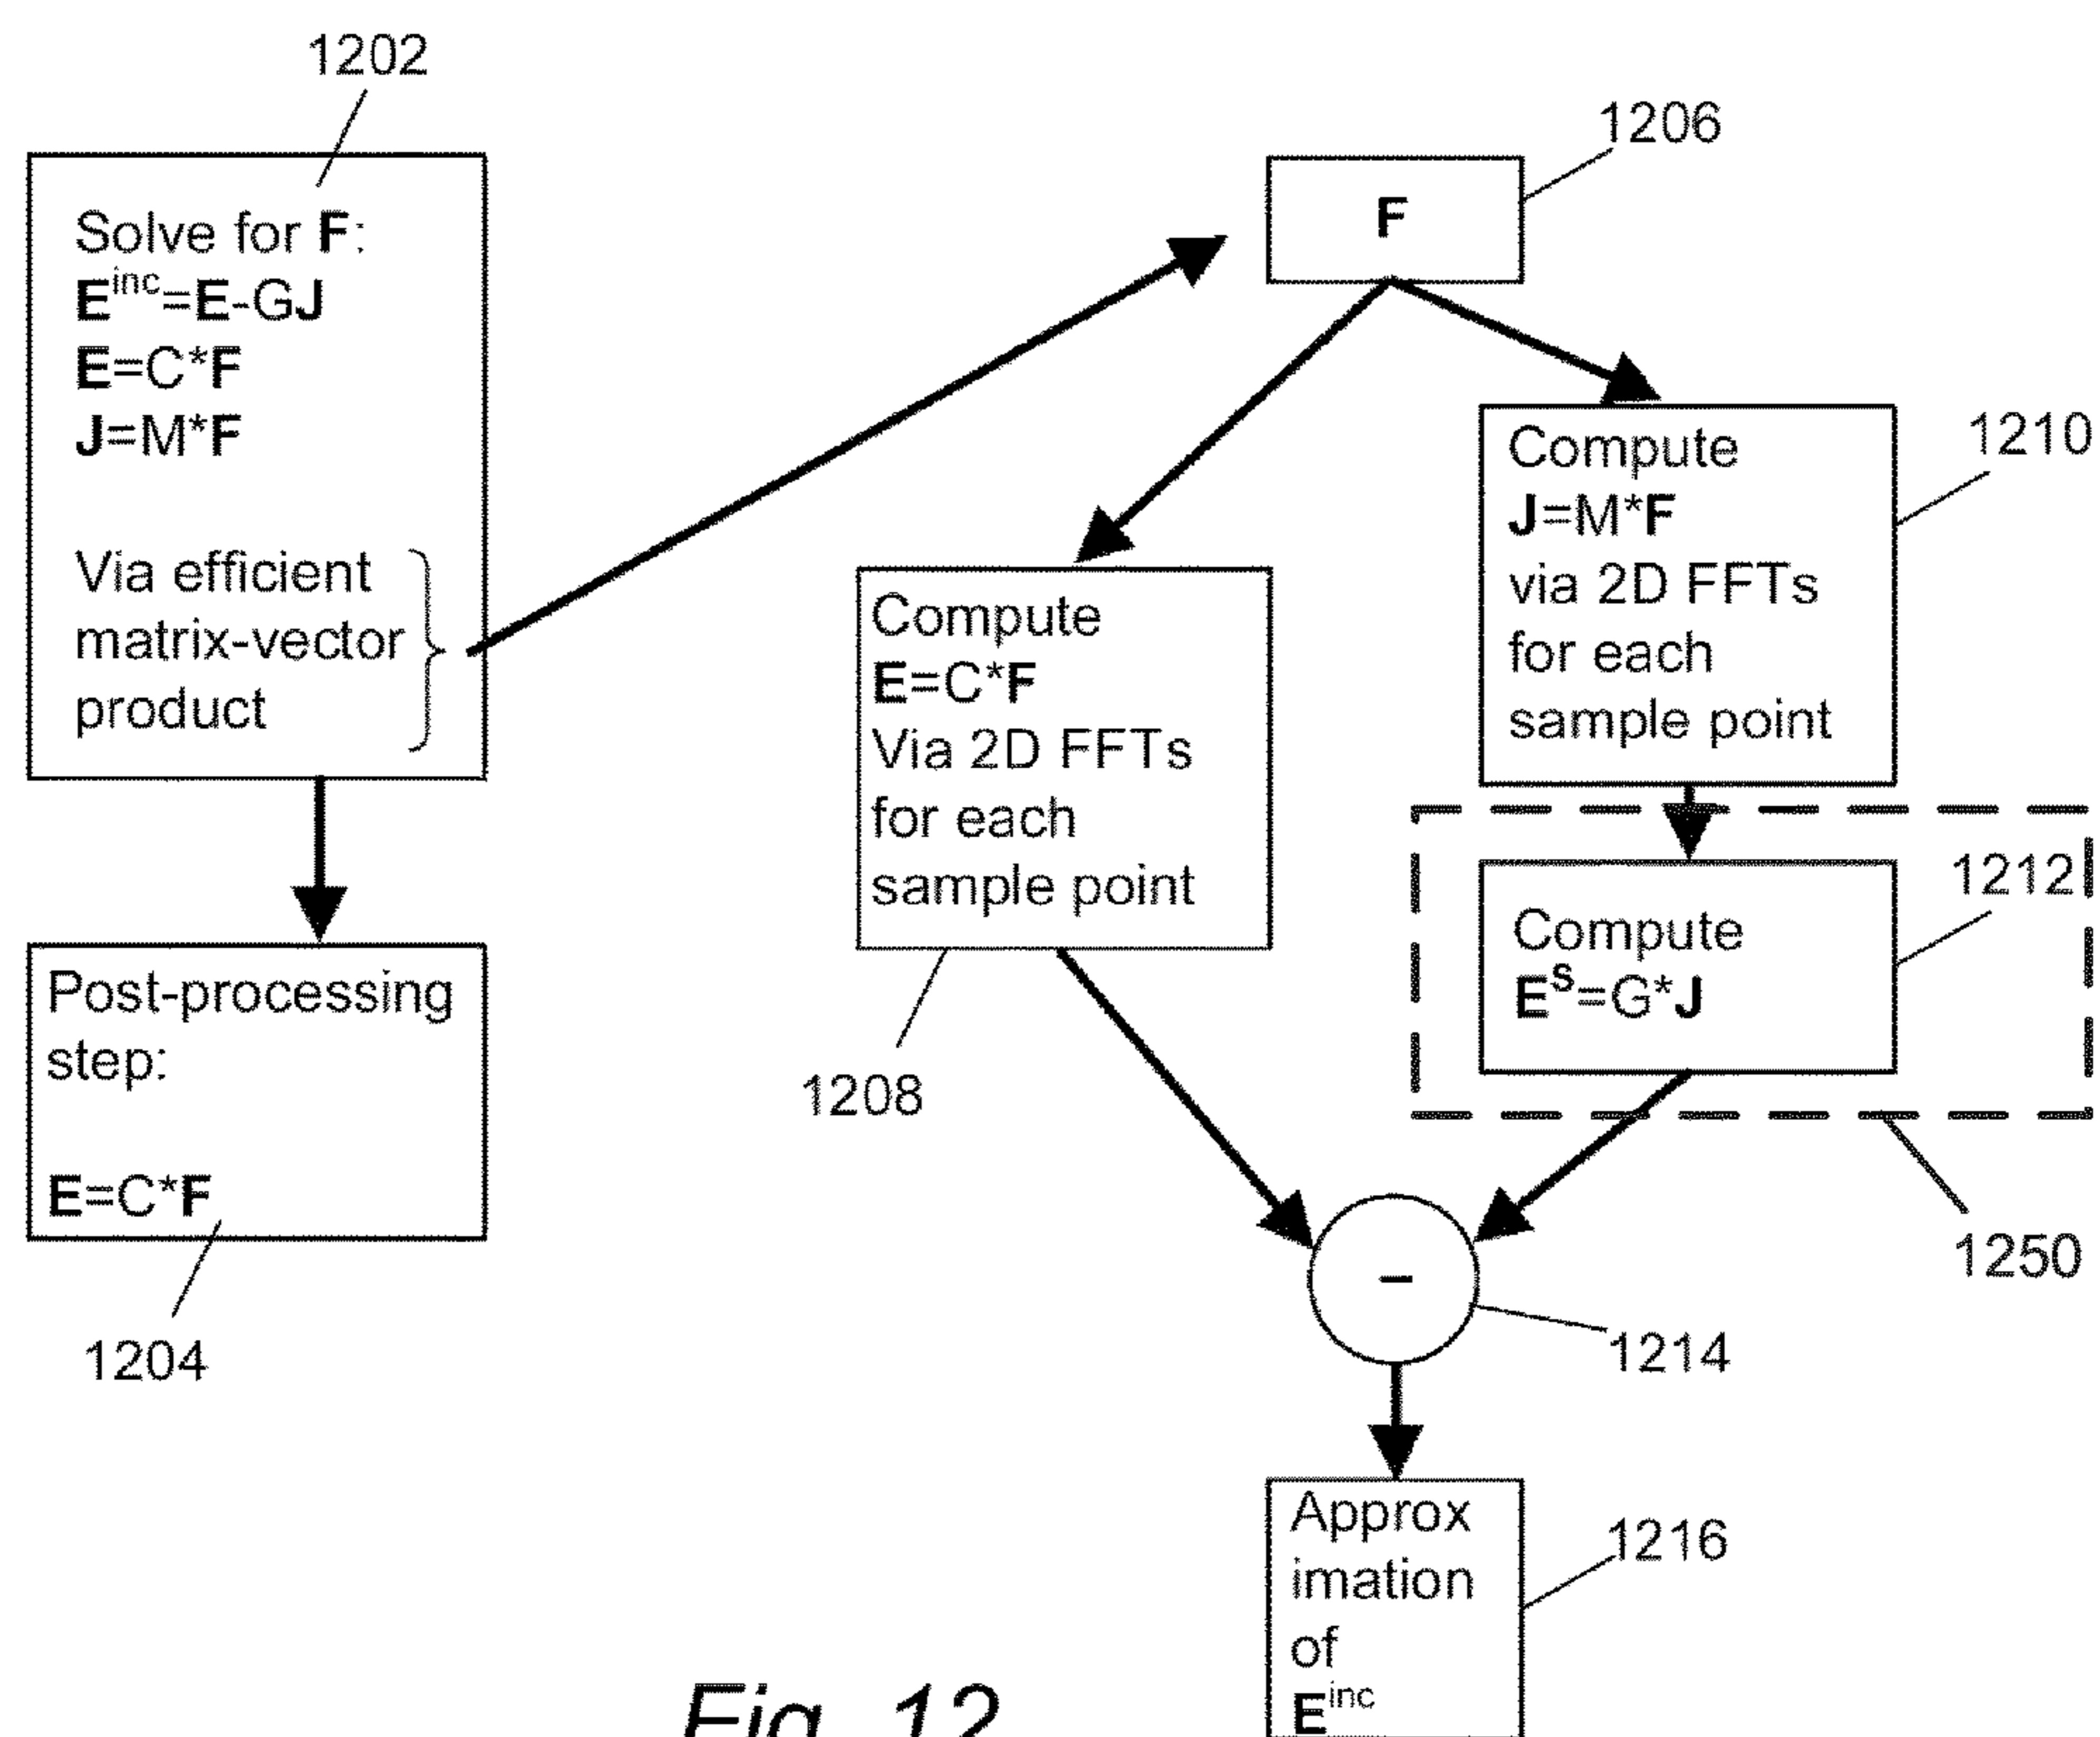 1202
Solve for F:
E^inc=E-GJ
E=C*F
J=M*F
Via efficient
matrix-vector
product
Post-processing
step:
E=C*F
1204
1206
F
1210
Compute
J=M*F
via 2D FFTs
for each
sample point
Compute
E=C*F
Via 2D FFTs
for each
sample point
1208
1212
Compute
E^S=G*J
1250
–
1214
Approx
imation
of
E^inc
1216
Fig. 12